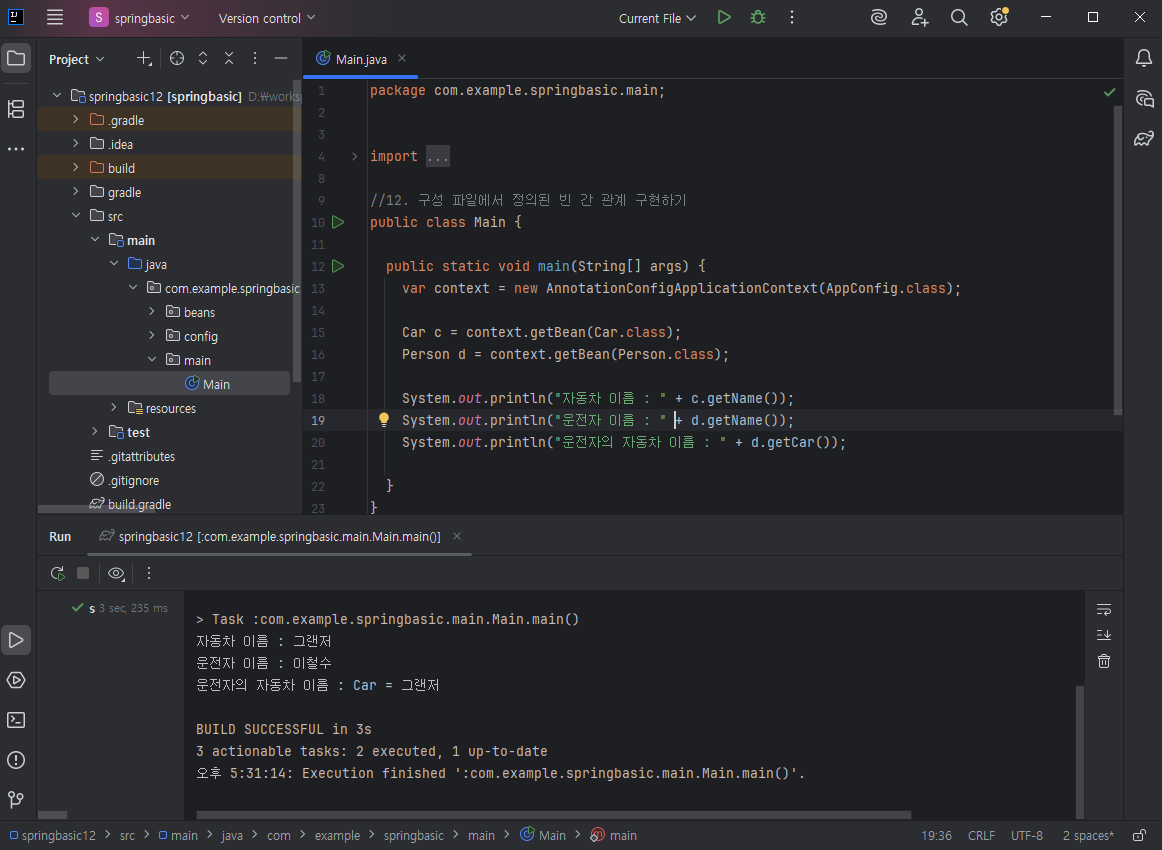 S springbasic Version control Current File
Project
Main.java
springbasic12 [springbasic] D:₩works
.gradle
.idea
build
gradle
src
main
java
com.example.springbasic
beans
config
main
Main
resources
test
.gitattributes
.gitignore
build.gradle
1 package com.example.springbasic.main;
2
3
4 import ...
8
9 //12. 구성 파일에서 정의된 빈 간 관계 구현하기
10 public class Main {
11
12 public static void main(String[] args) {
13 var context = new AnnotationConfigApplicationContext(AppConfig.class);
14
15 Car c = context.getBean(Car.class);
16 Person d = context.getBean(Person.class);
17
18 System.out.println("자동차 이름 : " + c.getName());
19 System.out.println("운전자 이름 : " + d.getName());
20 System.out.println("운전자의 자동차 이름 : " + d.getCar());
21
22 }
23 }
Run springbasic12 [:com.example.springbasic.main.Main.main()]
s 3 sec, 235 ms
> Task :com.example.springbasic.main.Main.main()
자동차 이름 : 그랜저
운전자 이름 : 이철수
운전자의 자동차 이름 : Car = 그랜저
BUILD SUCCESSFUL in 3s
3 actionable tasks: 2 executed, 1 up-to-date
오후 5:31:14: Execution finished ':com.example.springbasic.main.Main.main()'.
springbasic12 > src > main > java > com > example > springbasic > main > Main > main 19:36 CRLF UTF-8 2 spaces*